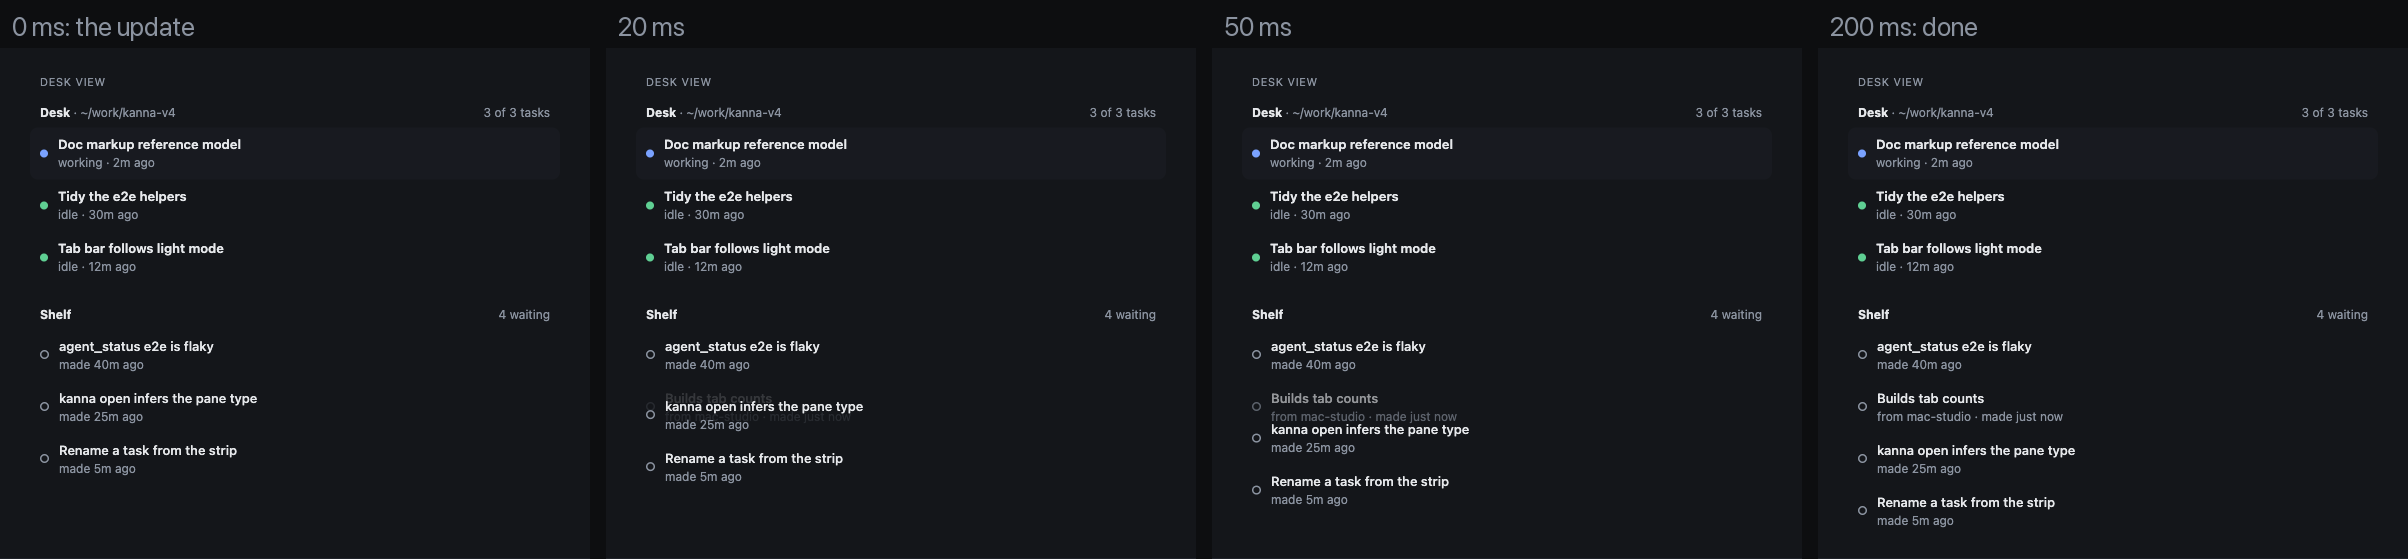 0 ms: the update
DESK VIEW
Desk · ~/work/kanna-v4 3 of 3 tasks
Doc markup reference model
working · 2m ago
Tidy the e2e helpers
idle · 30m ago
Tab bar follows light mode
idle · 12m ago
Shelf 4 waiting
agent_status e2e is flaky
made 40m ago
kanna open infers the pane type
made 25m ago
Rename a task from the strip
made 5m ago
20 ms
DESK VIEW
Desk · ~/work/kanna-v4 3 of 3 tasks
Doc markup reference model
working · 2m ago
Tidy the e2e helpers
idle · 30m ago
Tab bar follows light mode
idle · 12m ago
Shelf 4 waiting
agent_status e2e is flaky
made 40m ago
Builds tab counts
kanna open infers the pane type
from mac-studio · made just now
made 25m ago
Rename a task from the strip
made 5m ago
50 ms
DESK VIEW
Desk · ~/work/kanna-v4 3 of 3 tasks
Doc markup reference model
working · 2m ago
Tidy the e2e helpers
idle · 30m ago
Tab bar follows light mode
idle · 12m ago
Shelf 4 waiting
agent_status e2e is flaky
made 40m ago
Builds tab counts
from mac-studio · made just now
kanna open infers the pane type
made 25m ago
Rename a task from the strip
made 5m ago
200 ms: done
DESK VIEW
Desk · ~/work/kanna-v4 3 of 3 tasks
Doc markup reference model
working · 2m ago
Tidy the e2e helpers
idle · 30m ago
Tab bar follows light mode
idle · 12m ago
Shelf 4 waiting
agent_status e2e is flaky
made 40m ago
Builds tab counts
from mac-studio · made just now
kanna open infers the pane type
made 25m ago
Rename a task from the strip
made 5m ago